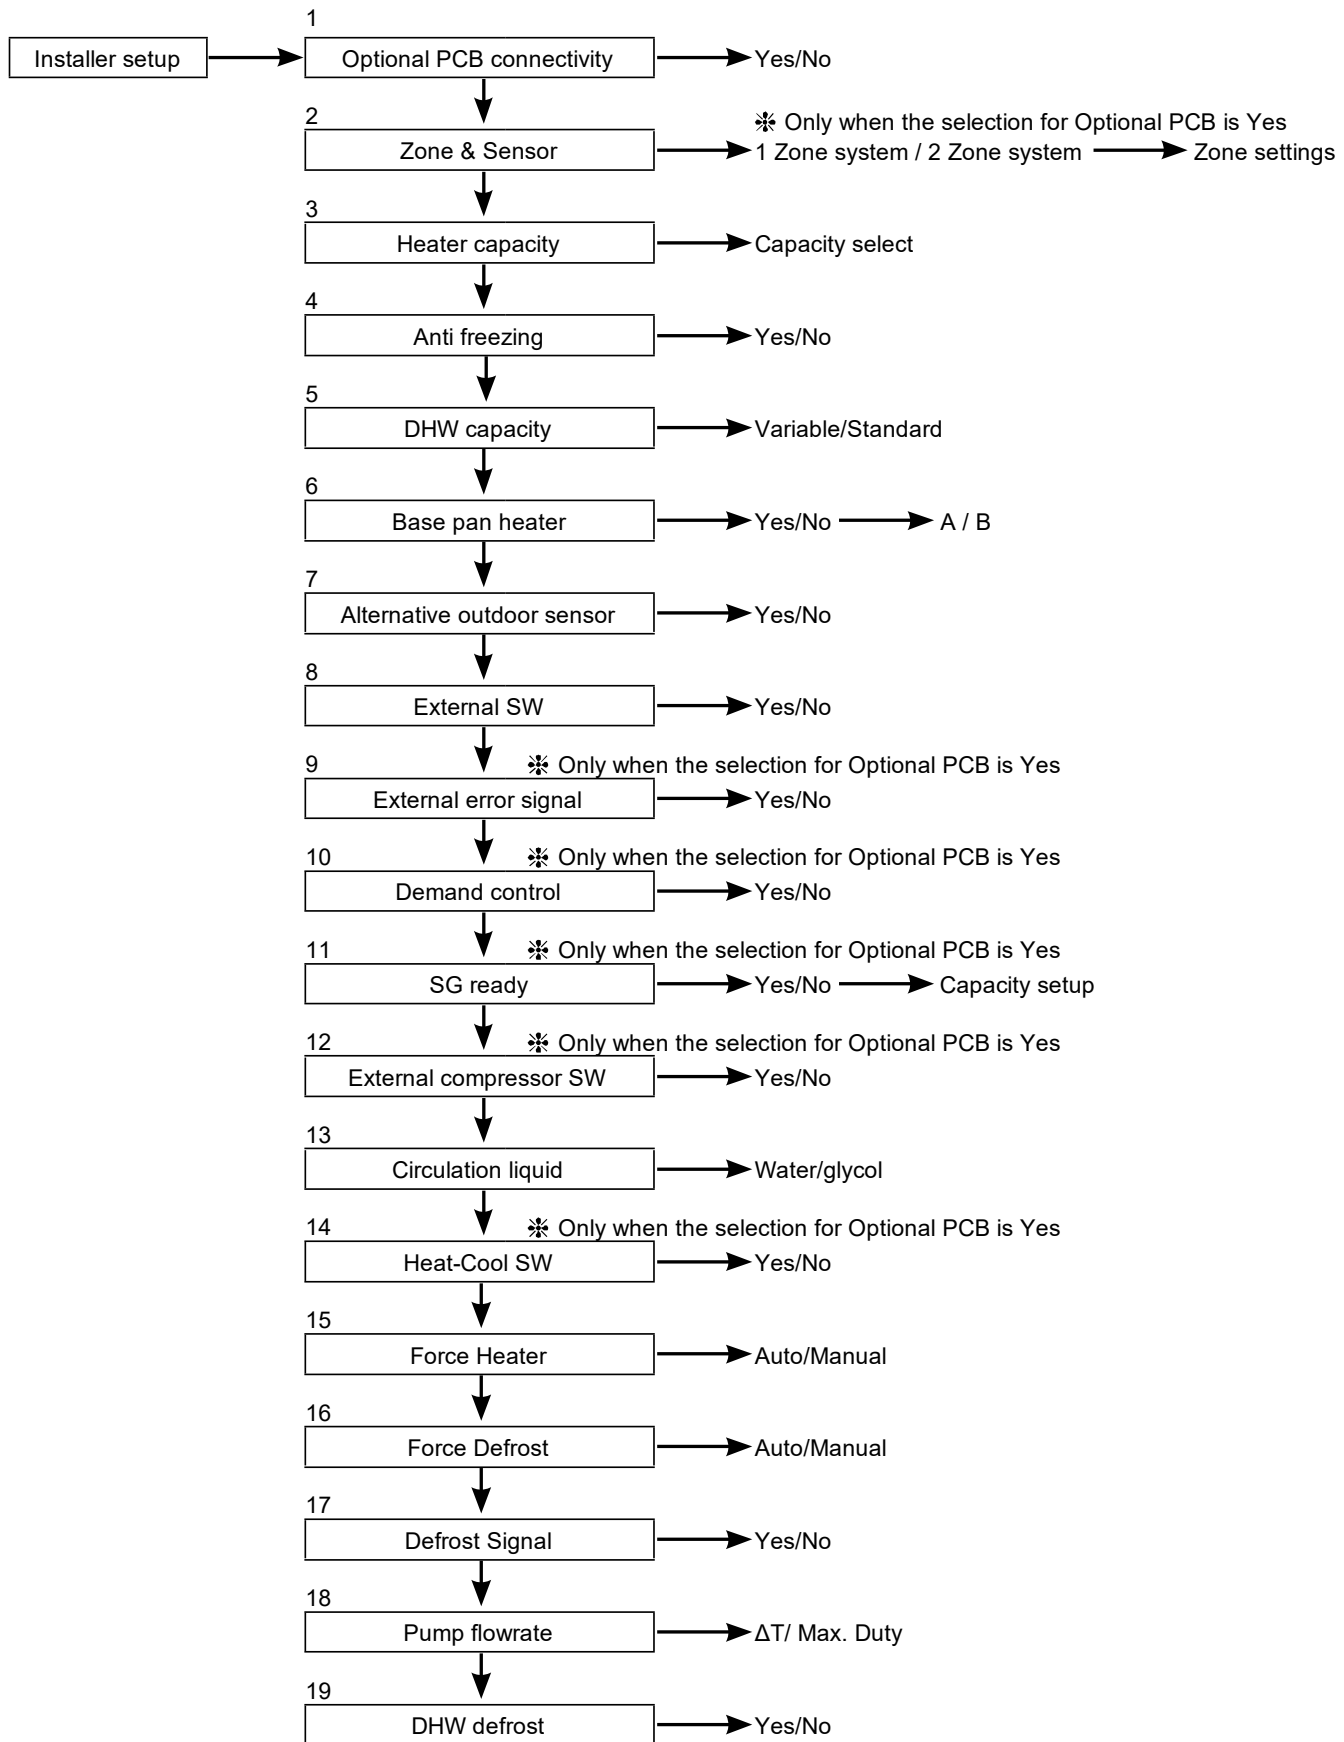 1
Installer setup
Optional PCB connectivity
Yes/No
2
❊ Only when the selection for Optional PCB is Yes
Zone & Sensor
1 Zone system / 2 Zone system
Zone settings
3
Heater capacity
Capacity select
4
Anti freezing
Yes/No
5
DHW capacity
Variable/Standard
6
Base pan heater
Yes/No
A / B
7
Alternative outdoor sensor
Yes/No
8
External SW
Yes/No
9
❊ Only when the selection for Optional PCB is Yes
External error signal
Yes/No
10
❊ Only when the selection for Optional PCB is Yes
Demand control
Yes/No
11
❊ Only when the selection for Optional PCB is Yes
SG ready
Yes/No
Capacity setup
12
❊ Only when the selection for Optional PCB is Yes
External compressor SW
Yes/No
13
Circulation liquid
Water/glycol
14
❊ Only when the selection for Optional PCB is Yes
Heat-Cool SW
Yes/No
15
Force Heater
Auto/Manual
16
Force Defrost
Auto/Manual
17
Defrost Signal
Yes/No
18
Pump flowrate
ΔT/ Max. Duty
19
DHW defrost
Yes/No